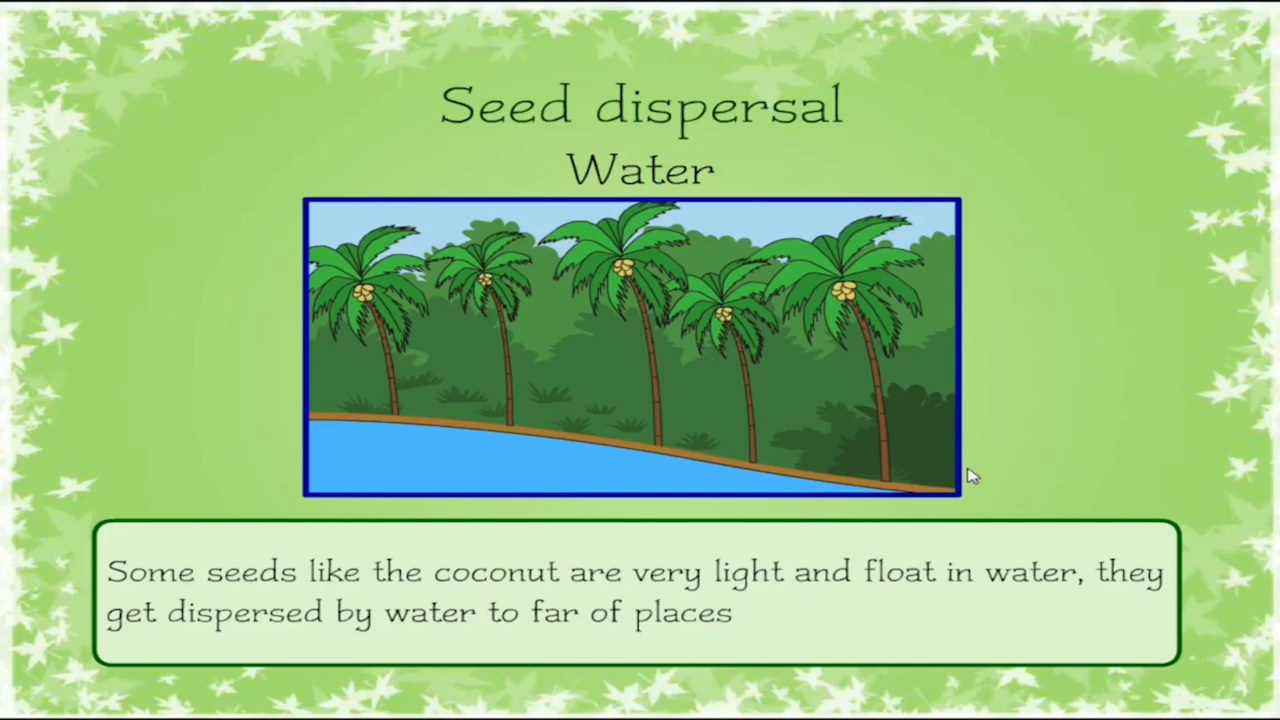 Seed dispersal
Water
Some seeds like the coconut are very light and float in water, they
get dispersed by water to far of places